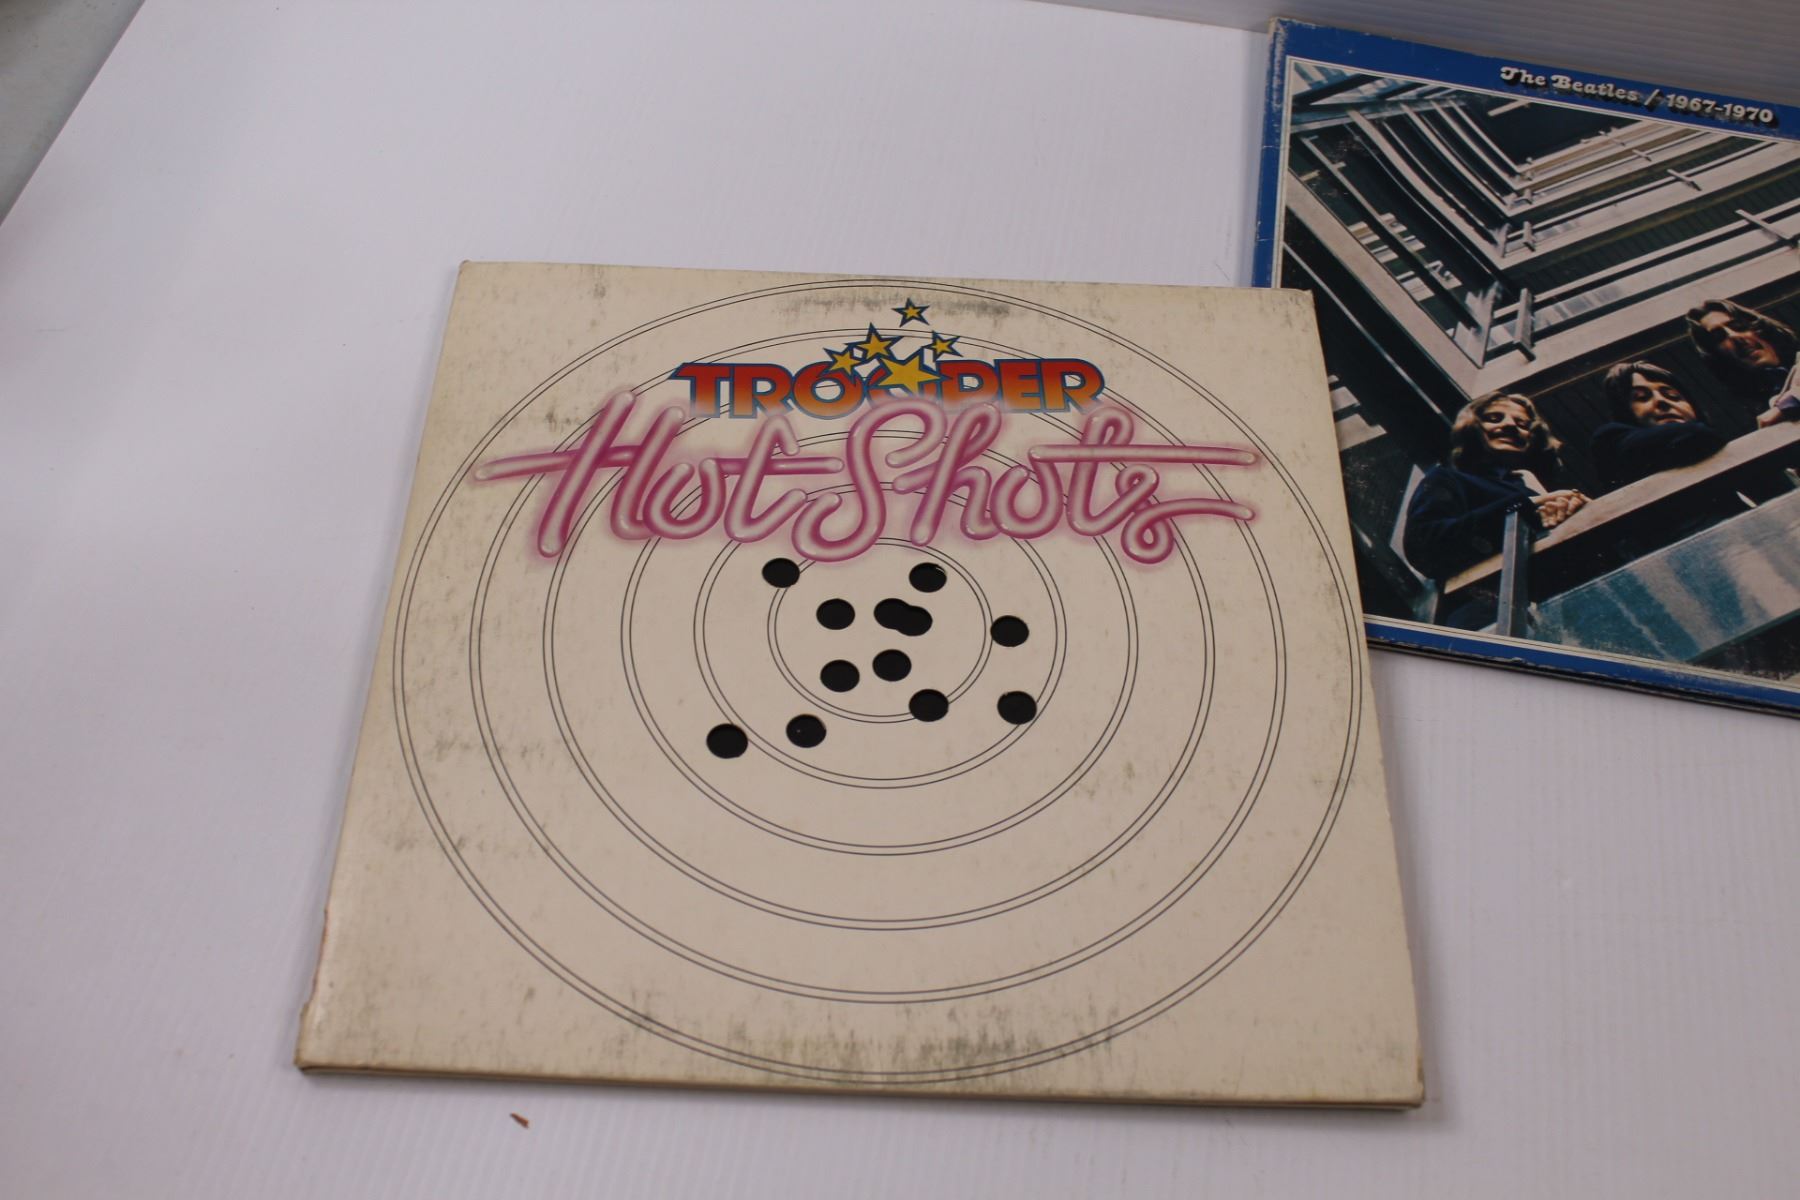 TROOPER
Hot Shots
The Beatles / 1967-1970